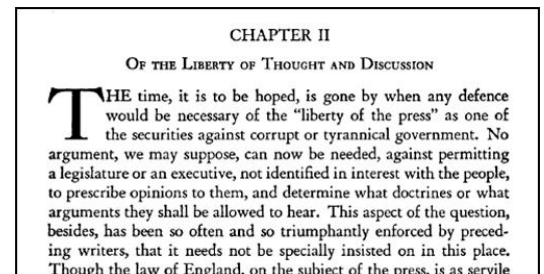 CHAPTER II
OF THE LIBERTY OF THOUGHT AND DISCUSSION
THE time, it is to be hoped, is gone by when any defence
would be necessary of the “liberty of the press” as one of
the securities against corrupt or tyrannical government. No
argument, we may suppose, can now be needed, against permitting
a legislature or an executive, not identified in interest with the people,
to prescribe opinions to them, and determine what doctrines or what
arguments they shall be allowed to hear. This aspect of the question,
besides, has been so often and so triumphantly enforced by preced-
ing writers, that it needs not be specially insisted on in this place.
Though the law of England, on the subject of the press, is as servile